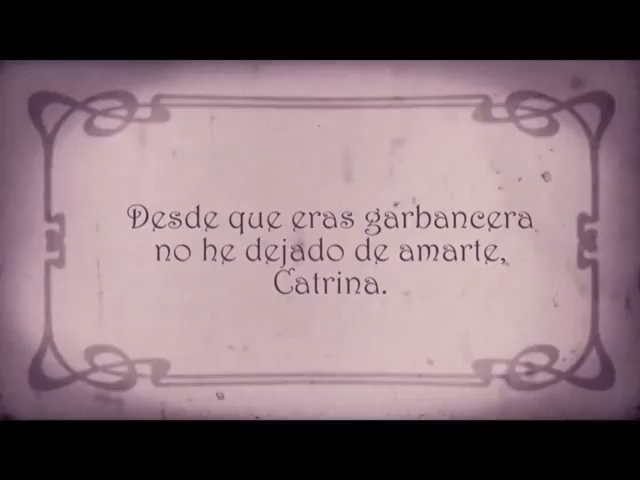 Desde que eras garbancera
no he dejado de amarte,
Catrina.